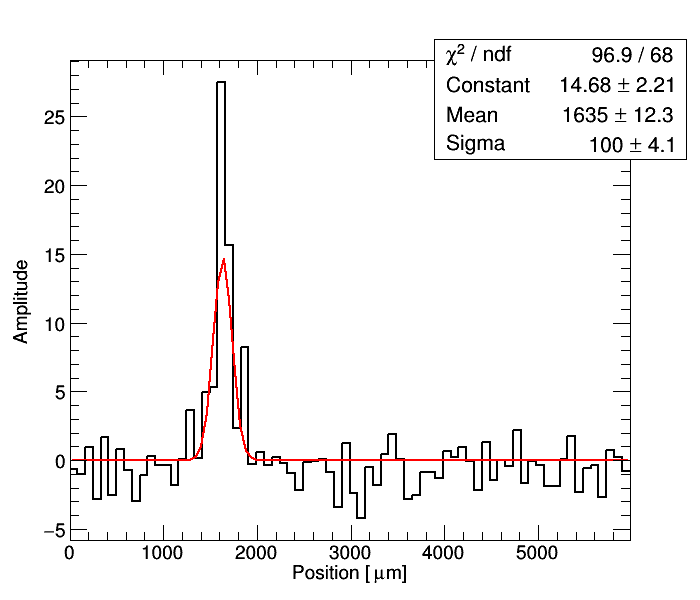 χ² / ndf 96.9 / 68
Constant 14.68 ± 2.21
Mean 1635 ± 12.3
Sigma 100 ± 4.1
25
20
15
10
5
0
−5
Amplitude
0 1000 2000 3000 4000 5000
Position [ μm]